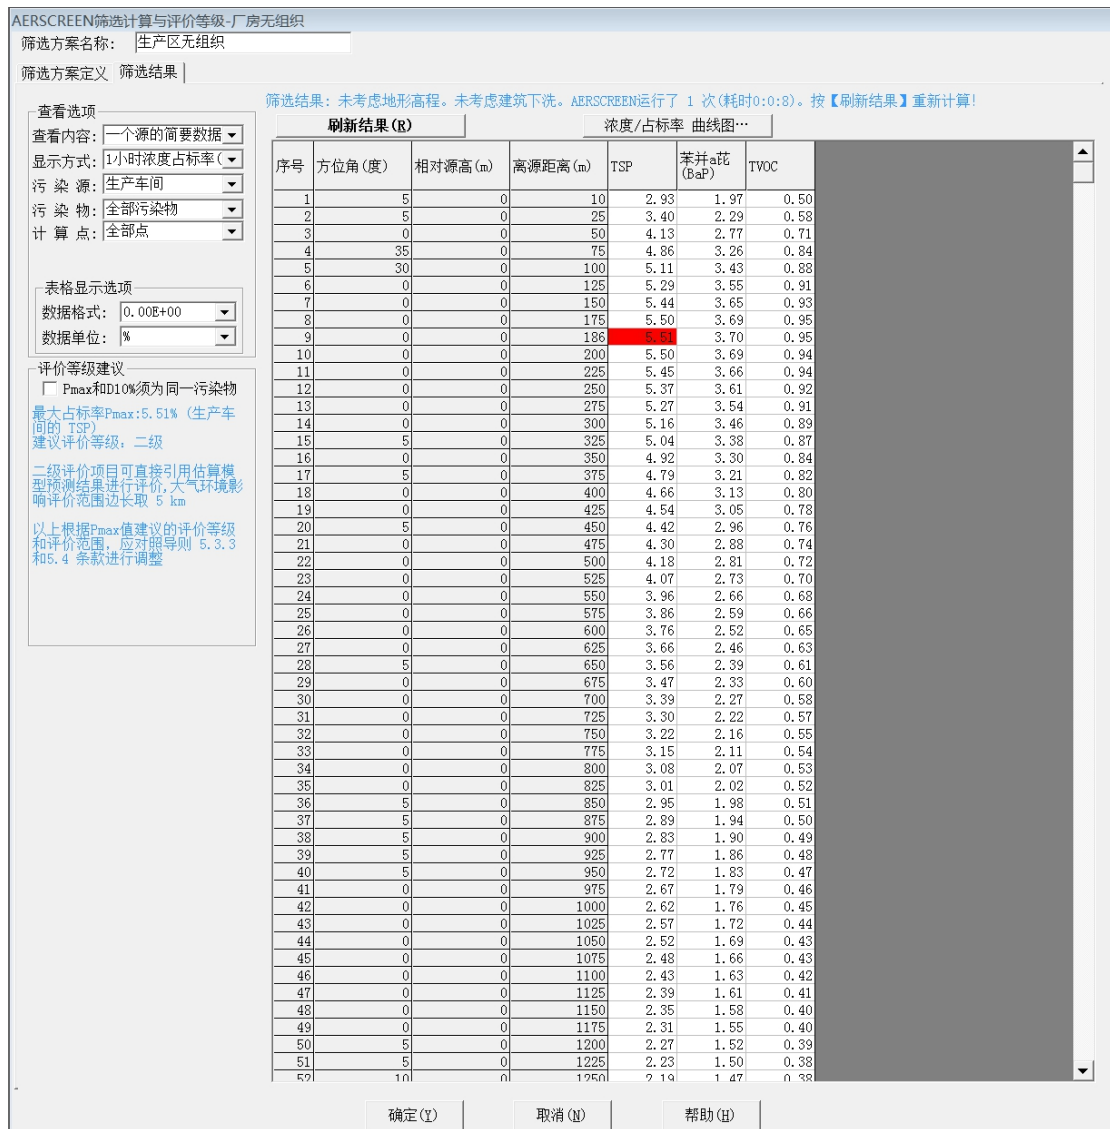 AERSCREEN筛选计算与评价等级-厂房无组织
筛选方案名称: 生产区无组织
筛选方案定义 筛选结果
筛选结果: 未考虑地形高程。未考虑建筑下洗。AERSCREEN运行了 1 次(耗时0:0:8)。按【刷新结果】重新计算!
刷新结果(R) 浓度/占标率 曲线图…
查看选项
查看内容: 一个源的简要数据
显示方式: 1小时浓度占标率(
污 染 源: 生产车间
污 染 物: 全部污染物
计 算 点: 全部点
表格显示选项
数据格式: 0.00E+00
数据单位: %
评价等级建议
Pmax和D10%须为同一污染物
最大占标率Pmax:5.51% (生产车
间的 TSP)
建议评价等级: 二级
二级评价项目可直接引用估算模
型预测结果进行评价,大气环境影
响评价范围边长取 5 km
以上根据Pmax值建议的评价等级
和评价范围, 应对照导则 5.3.3
和5.4 条款进行调整
序号 方位角(度) 相对源高(m) 离源距离(m) TSP 苯并a芘(BaP) TVOC
1 5 0 10 2.93 1.97 0.50
2 5 0 25 3.40 2.29 0.58
3 0 0 50 4.13 2.77 0.71
4 35 0 75 4.86 3.26 0.84
5 30 0 100 5.11 3.43 0.88
6 0 0 125 5.29 3.55 0.91
7 0 0 150 5.44 3.65 0.93
8 0 0 175 5.50 3.69 0.95
9 0 0 186 5.51 3.70 0.95
10 0 0 200 5.50 3.69 0.94
11 0 0 225 5.45 3.66 0.94
12 0 0 250 5.37 3.61 0.92
13 0 0 275 5.27 3.54 0.91
14 0 0 300 5.16 3.46 0.89
15 5 0 325 5.04 3.38 0.87
16 0 0 350 4.92 3.30 0.84
17 5 0 375 4.79 3.21 0.82
18 0 0 400 4.66 3.13 0.80
19 0 0 425 4.54 3.05 0.78
20 5 0 450 4.42 2.96 0.76
21 0 0 475 4.30 2.88 0.74
22 0 0 500 4.18 2.81 0.72
23 0 0 525 4.07 2.73 0.70
24 0 0 550 3.96 2.66 0.68
25 0 0 575 3.86 2.59 0.66
26 0 0 600 3.76 2.52 0.65
27 0 0 625 3.66 2.46 0.63
28 5 0 650 3.56 2.39 0.61
29 0 0 675 3.47 2.33 0.60
30 0 0 700 3.39 2.27 0.58
31 0 0 725 3.30 2.22 0.57
32 0 0 750 3.22 2.16 0.55
33 0 0 775 3.15 2.11 0.54
34 0 0 800 3.08 2.07 0.53
35 0 0 825 3.01 2.02 0.52
36 5 0 850 2.95 1.98 0.51
37 5 0 875 2.89 1.94 0.50
38 5 0 900 2.83 1.90 0.49
39 5 0 925 2.77 1.86 0.48
40 5 0 950 2.72 1.83 0.47
41 0 0 975 2.67 1.79 0.46
42 0 0 1000 2.62 1.76 0.45
43 0 0 1025 2.57 1.72 0.44
44 0 0 1050 2.52 1.69 0.43
45 0 0 1075 2.48 1.66 0.43
46 0 0 1100 2.43 1.63 0.42
47 0 0 1125 2.39 1.61 0.41
48 0 0 1150 2.35 1.58 0.40
49 0 0 1175 2.31 1.55 0.40
50 5 0 1200 2.27 1.52 0.39
51 5 0 1225 2.23 1.50 0.38
52 10 0 1250 2.19 1.47 0.38
确定(Y) 取消(N) 帮助(H)